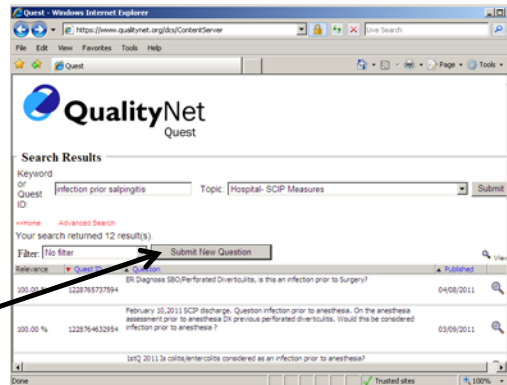 Quest - Windows Internet Explorer
https://www.qualitynet.org/dcs/ContentServer
Live Search
File Edit View Favorites Tools Help
Quest
Page Tools
QualityNet
Quest
Search Results
Keyword or Quest ID:
infection prior salpingitis
Topic: Hospital- SCIP Measures
Submit
<<Home Advanced Search
Your search returned 12 result(s).
Filter: No filter
Submit New Question
View
Relevance Quest ID Question Published
100.00 % 1228765737594 ER Diagnose SBO/Perforated Diverticulits, is this an infection prior to Surgery? 04/08/2011
February 10,2011 SCIP discharge. Question infection prior to anesthesia. On the anesthesia
assessment prior to anesthesia DX previous perforated diverticulits. Would this be considered
100.00 % 1228764632954 infection prior to anesthesia ? 03/09/2011
1stQ 2011 Is colitis/entercolitis considered as an infection prior to anesthesia?
Done
Trusted sites
100%